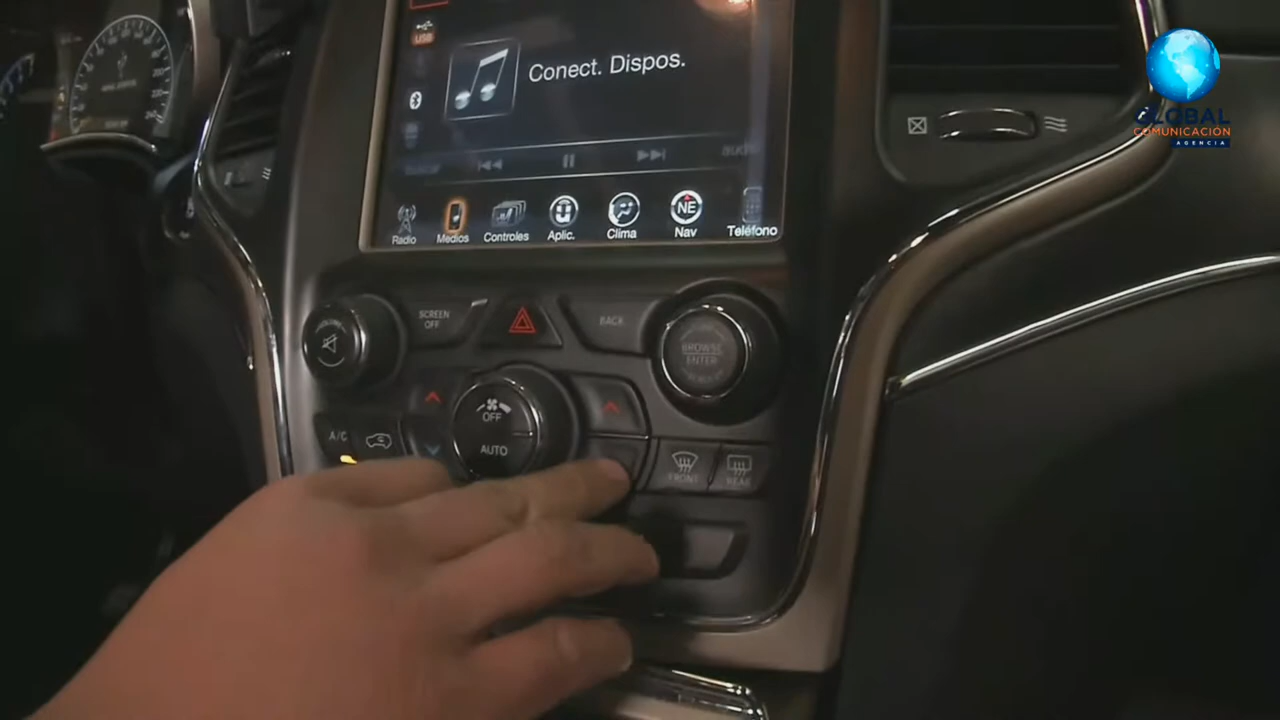 USB
Conect. Dispos.
Radio
Medios
Controles
Aplic.
Clima
NE
Nav
Teléfono
SCREEN
OFF
BACK
BROWSE
ENTER
OFF
AUTO
A/C
FRONT
REAR
GLOBAL
COMUNICACIÓN
AGENCIA